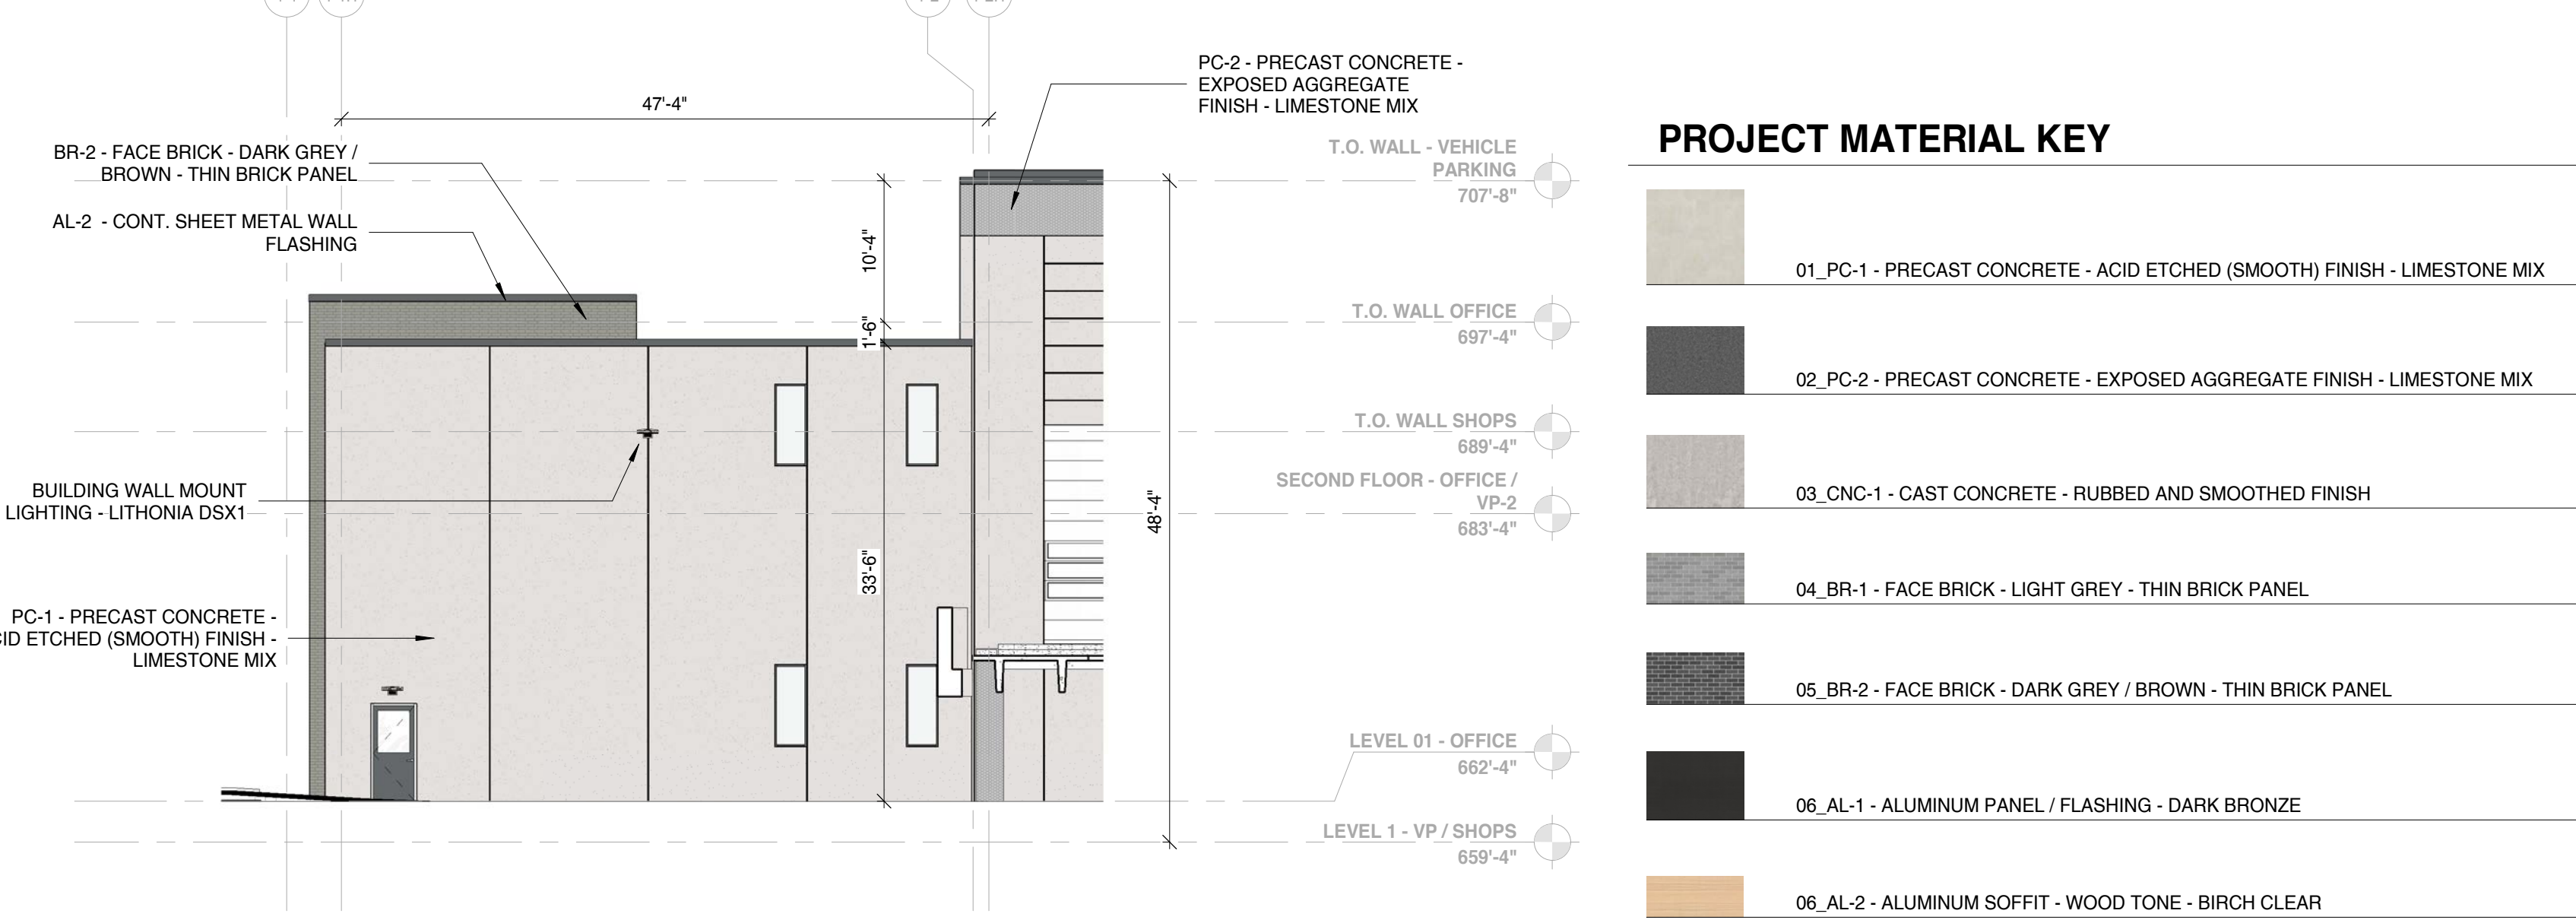 47'-4"
PC-2 - PRECAST CONCRETE -
EXPOSED AGGREGATE
FINISH - LIMESTONE MIX
BR-2 - FACE BRICK - DARK GREY /
BROWN - THIN BRICK PANEL
AL-2 - CONT. SHEET METAL WALL
FLASHING
BUILDING WALL MOUNT
LIGHTING - LITHONIA DSX1
PC-1 - PRECAST CONCRETE -
ETCHED (SMOOTH) FINISH -
LIMESTONE MIX
10'-4"
1'-6"
33'-6"
48'-4"
T.O. WALL - VEHICLE
PARKING
707'-8"
T.O. WALL OFFICE
697'-4"
T.O. WALL SHOPS
689'-4"
SECOND FLOOR - OFFICE /
VP-2
683'-4"
LEVEL 01 - OFFICE
662'-4"
LEVEL 1 - VP / SHOPS
659'-4"
PROJECT MATERIAL KEY
01_PC-1 - PRECAST CONCRETE - ACID ETCHED (SMOOTH) FINISH - LIMESTONE MIX
02_PC-2 - PRECAST CONCRETE - EXPOSED AGGREGATE FINISH - LIMESTONE MIX
03_CNC-1 - CAST CONCRETE - RUBBED AND SMOOTHED FINISH
04_BR-1 - FACE BRICK - LIGHT GREY - THIN BRICK PANEL
05_BR-2 - FACE BRICK - DARK GREY / BROWN - THIN BRICK PANEL
06_AL-1 - ALUMINUM PANEL / FLASHING - DARK BRONZE
06_AL-2 - ALUMINUM SOFFIT - WOOD TONE - BIRCH CLEAR